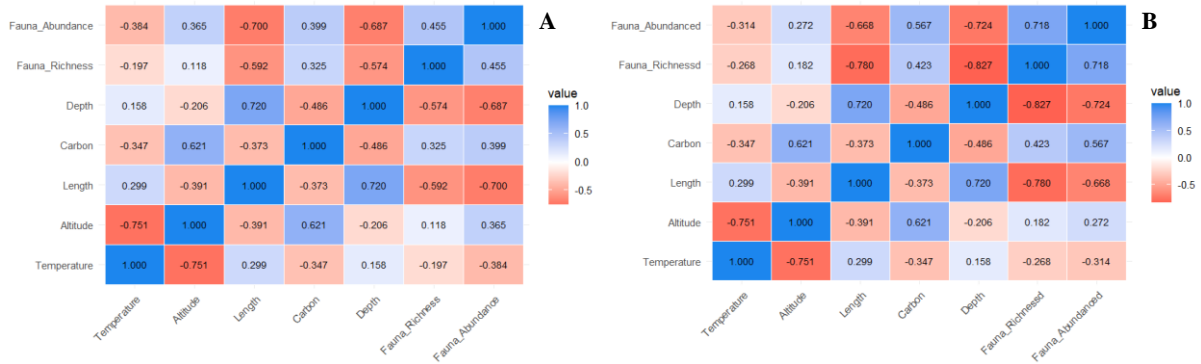 A
Fauna_Abundance -0.384 0.365 -0.700 0.399 -0.687 0.455 1.000
Fauna_Richness -0.197 0.118 -0.592 0.325 -0.574 1.000 0.455
Depth 0.158 -0.206 0.720 -0.486 1.000 -0.574 -0.687
Carbon -0.347 0.621 -0.373 1.000 -0.486 0.325 0.399
Length 0.299 -0.391 1.000 -0.373 0.720 -0.592 -0.700
Altitude -0.751 1.000 -0.391 0.621 -0.206 0.118 0.365
Temperature 1.000 -0.751 0.299 -0.347 0.158 -0.197 -0.384
Temperature Altitude Length Carbon Depth Fauna_Richness Fauna_Abundance
value
1.0
0.5
0.0
-0.5
B
Fauna_Abundanced -0.314 0.272 -0.668 0.567 -0.724 0.718 1.000
Fauna_Richnessd -0.268 0.182 -0.780 0.423 -0.827 1.000 0.718
Depth 0.158 -0.206 0.720 -0.486 1.000 -0.827 -0.724
Carbon -0.347 0.621 -0.373 1.000 -0.486 0.423 0.567
Length 0.299 -0.391 1.000 -0.373 0.720 -0.780 -0.668
Altitude -0.751 1.000 -0.391 0.621 -0.206 0.182 0.272
Temperature 1.000 -0.751 0.299 -0.347 0.158 -0.268 -0.314
Temperature Altitude Length Carbon Depth Fauna_Richnessd Fauna_Abundanced
value
1.0
0.5
0.0
-0.5